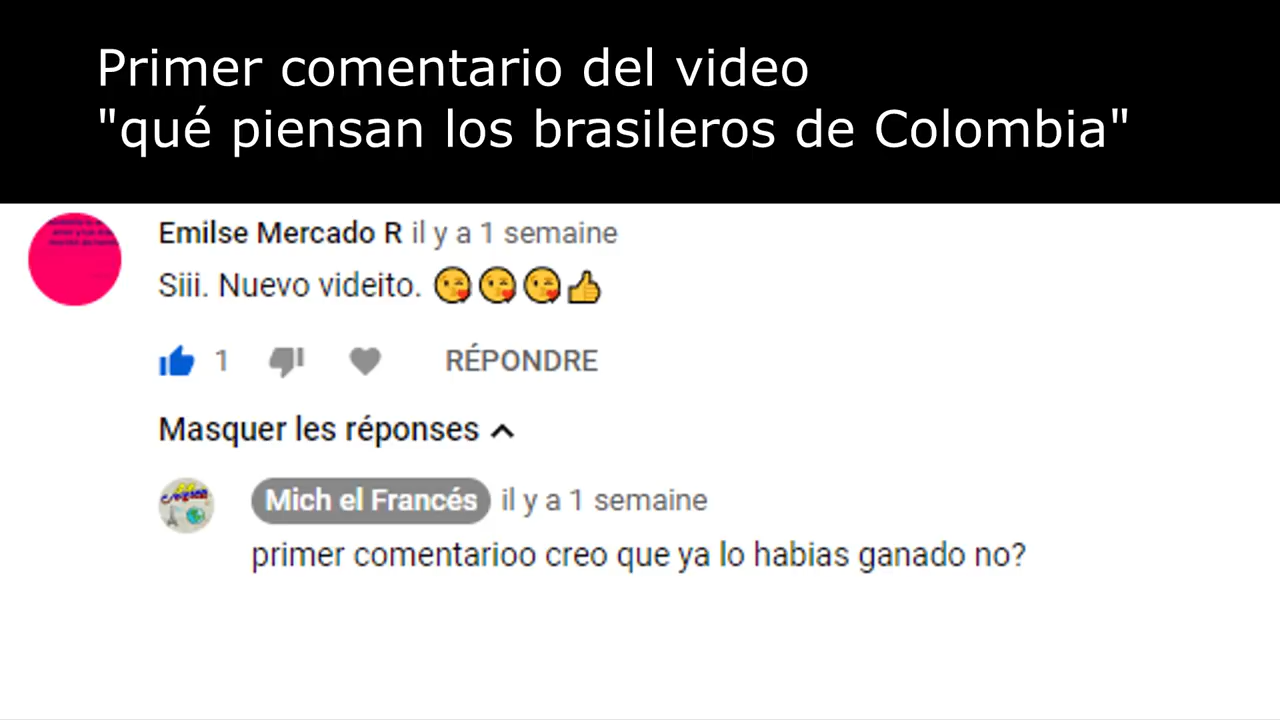 Primer comentario del video
"qué piensan los brasileros de Colombia"
Emilse Mercado R il y a 1 semaine
Siii. Nuevo videito. 😘😘😘👍
1 RÉPONDRE
Masquer les réponses
Mich el Francés il y a 1 semaine
primer comentarioo creo que ya lo habias ganado no?